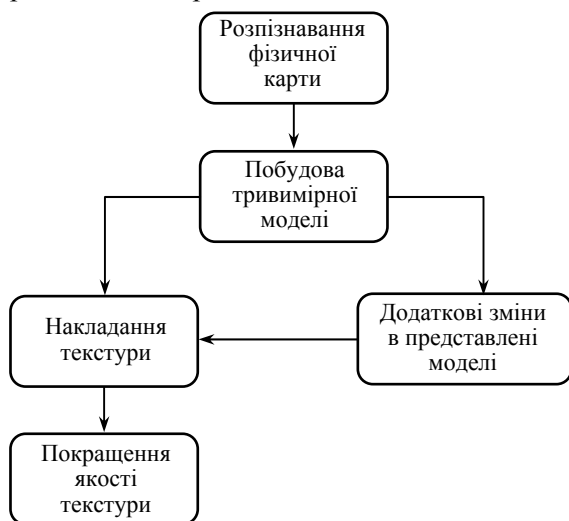 Розпізнавання
фізичної
карти
Побудова
тривимірної
моделі
Накладання
текстури
Додаткові зміни
в представлені
моделі
Покращення
якості
текстури